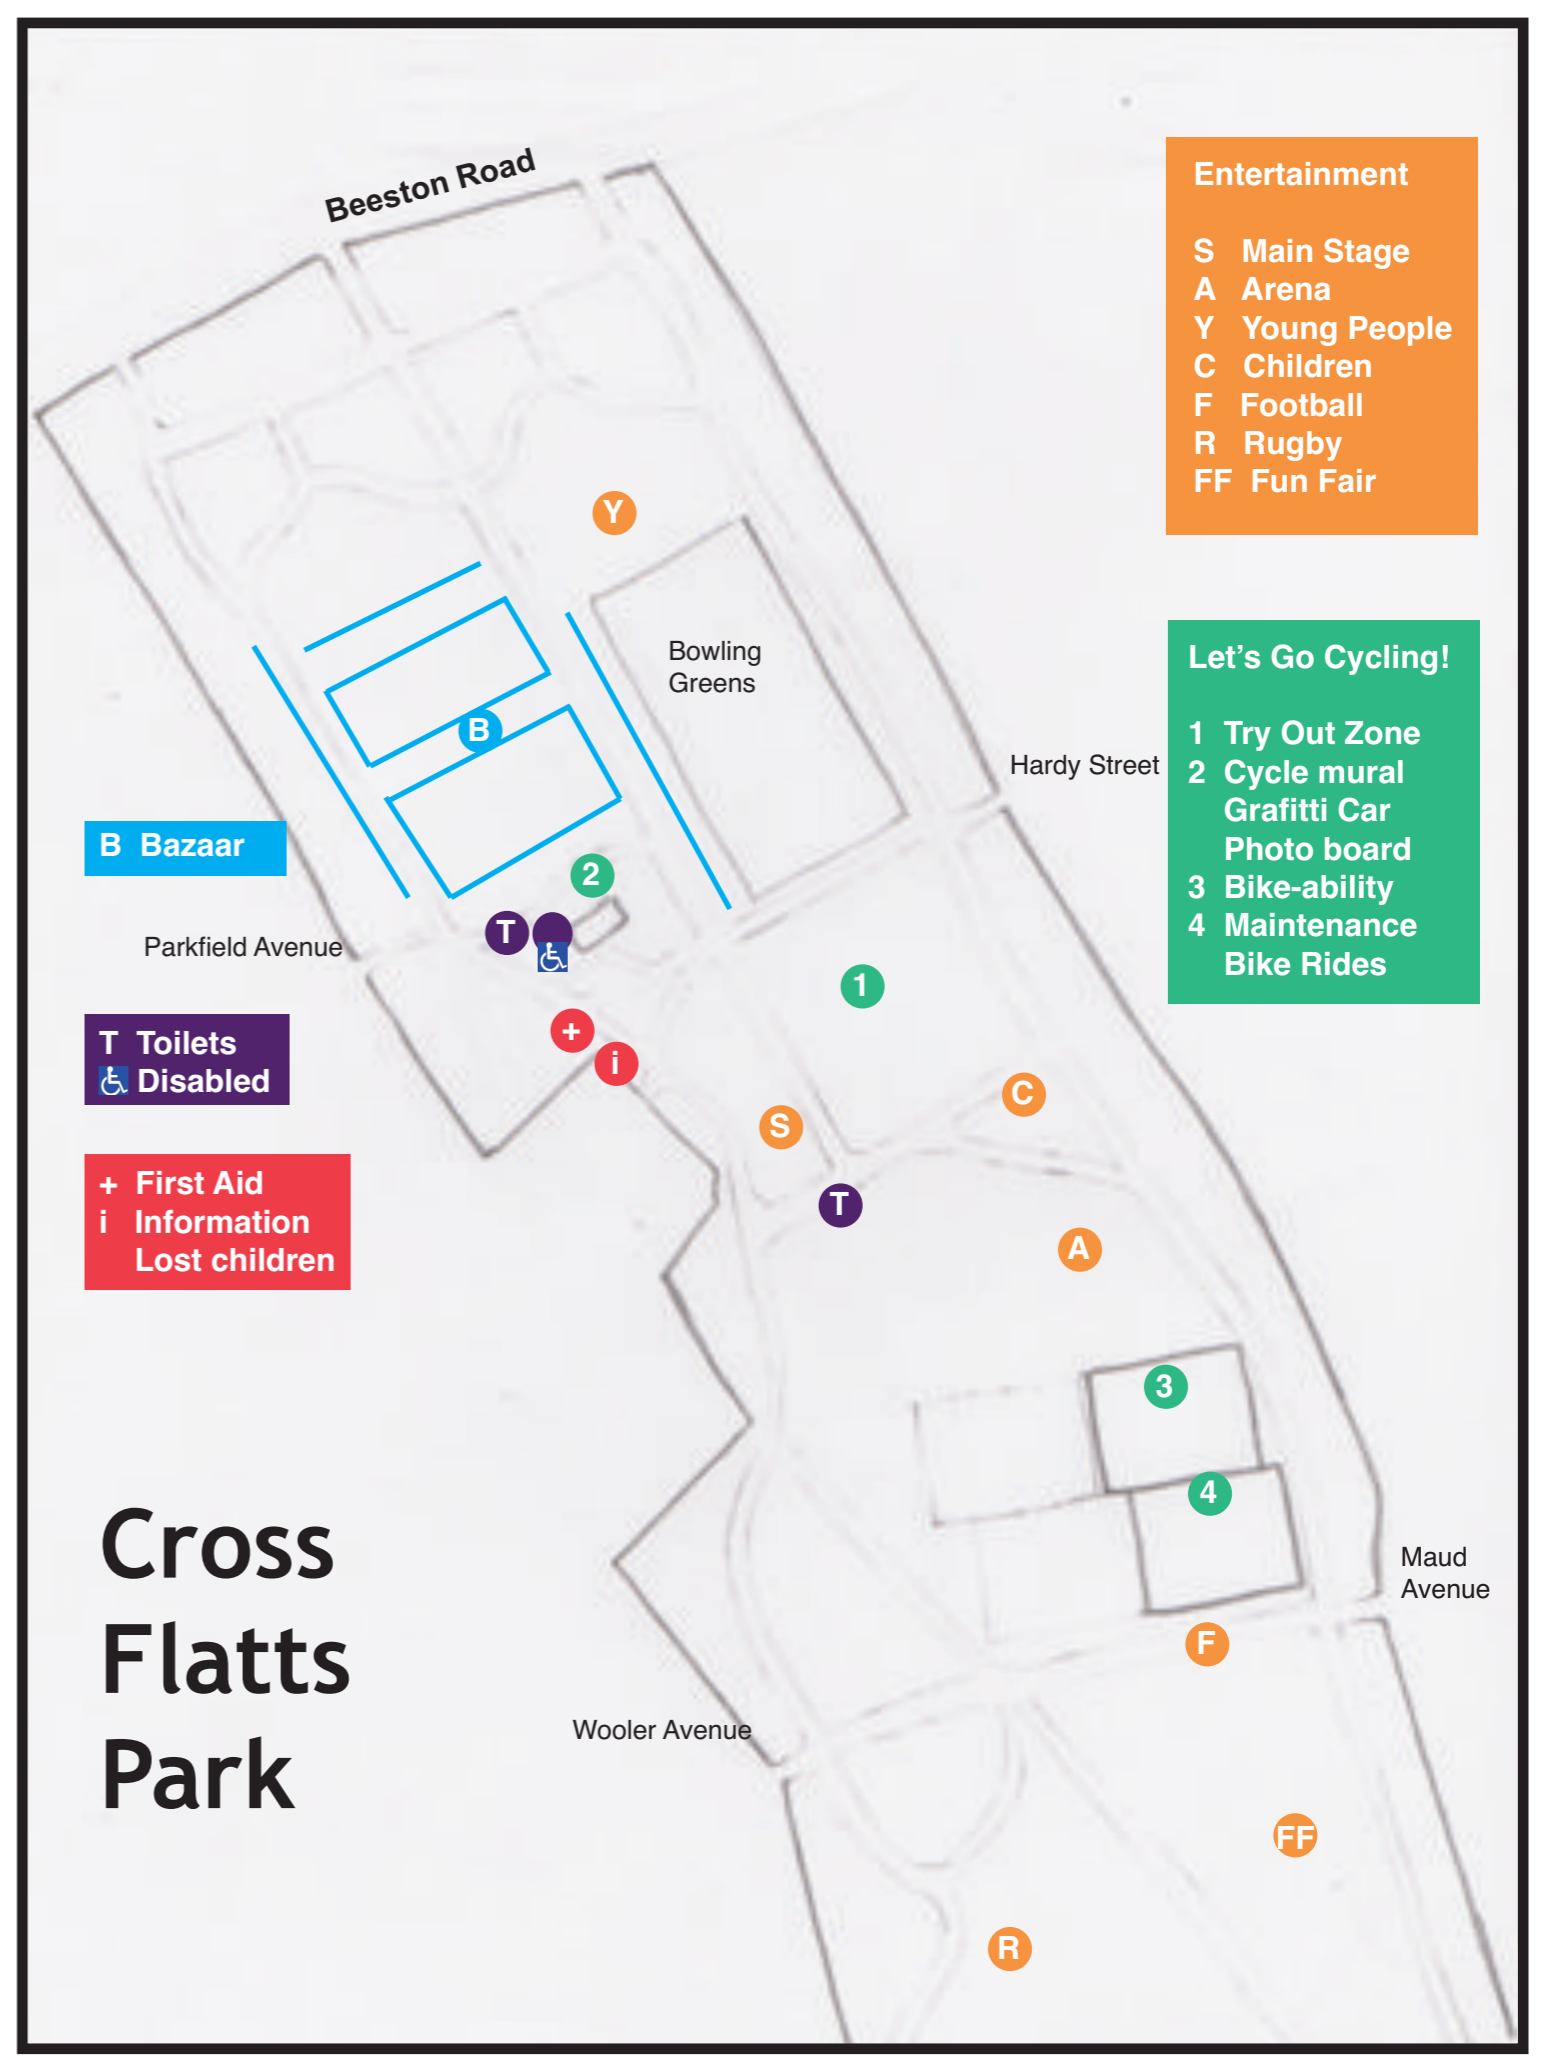 Beeston Road
Entertainment
S Main Stage
A Arena
Y Young People
C Children
F Football
R Rugby
FF Fun Fair
Y
Bowling
Greens
B
Hardy Street
Let's Go Cycling!
1 Try Out Zone
2 Cycle mural
Grafitti Car
Photo board
3 Bike-ability
4 Maintenance
Bike Rides
B Bazaar
2
T
Parkfield Avenue
1
T Toilets
Disabled
+
i
C
S
+ First Aid
i Information
Lost children
T
A
3
4
Cross
Flatts
Park
Maud
Avenue
F
Wooler Avenue
FF
R